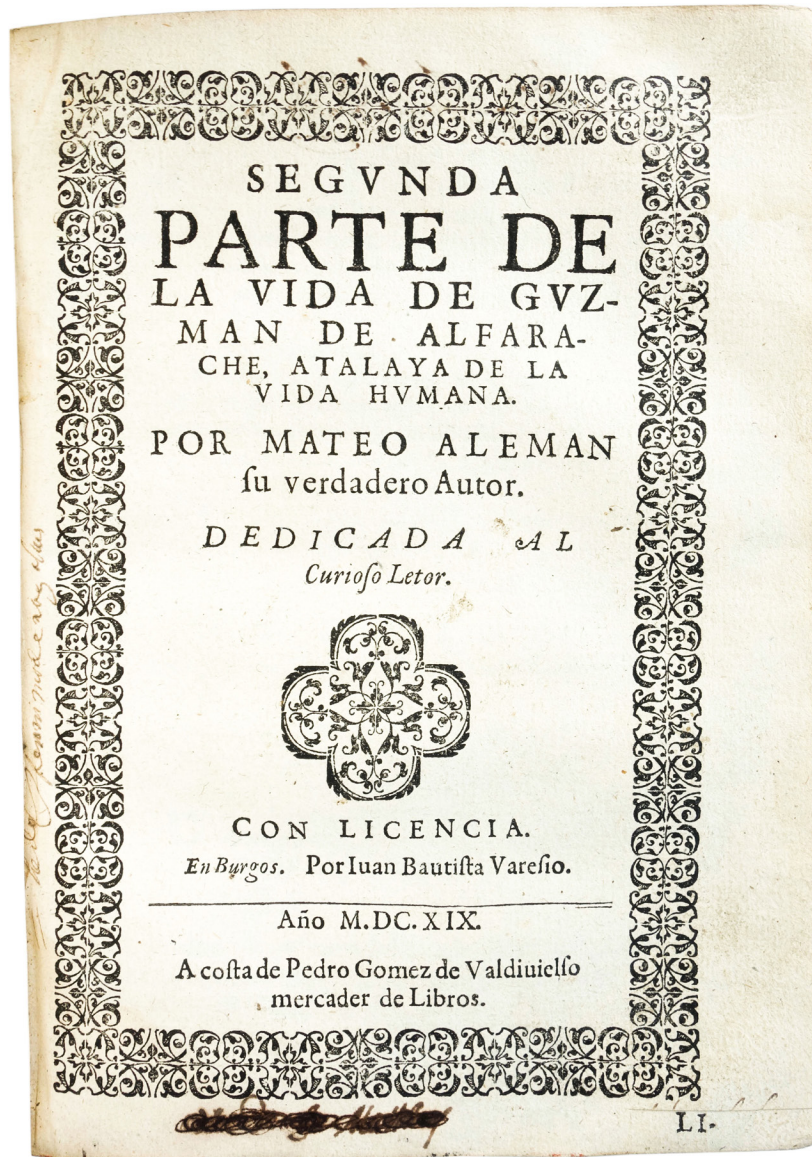 SEGVNDA
PARTE DE
LA VIDA DE GVZ-
MAN DE ALFARA-
CHE, ATALAYA DE LA
VIDA HVMANA.
POR MATEO ALEMAN
ſu verdadero Autor.
DEDICADA AL
Curioſo Letor.
CON LICENCIA.
En Burgos. Por Iuan Bautiſta Vareſio.
Año M.DC.XIX.
A coſta de Pedro Gomez de Valdiuielſo
mercader de Libros.
LI-